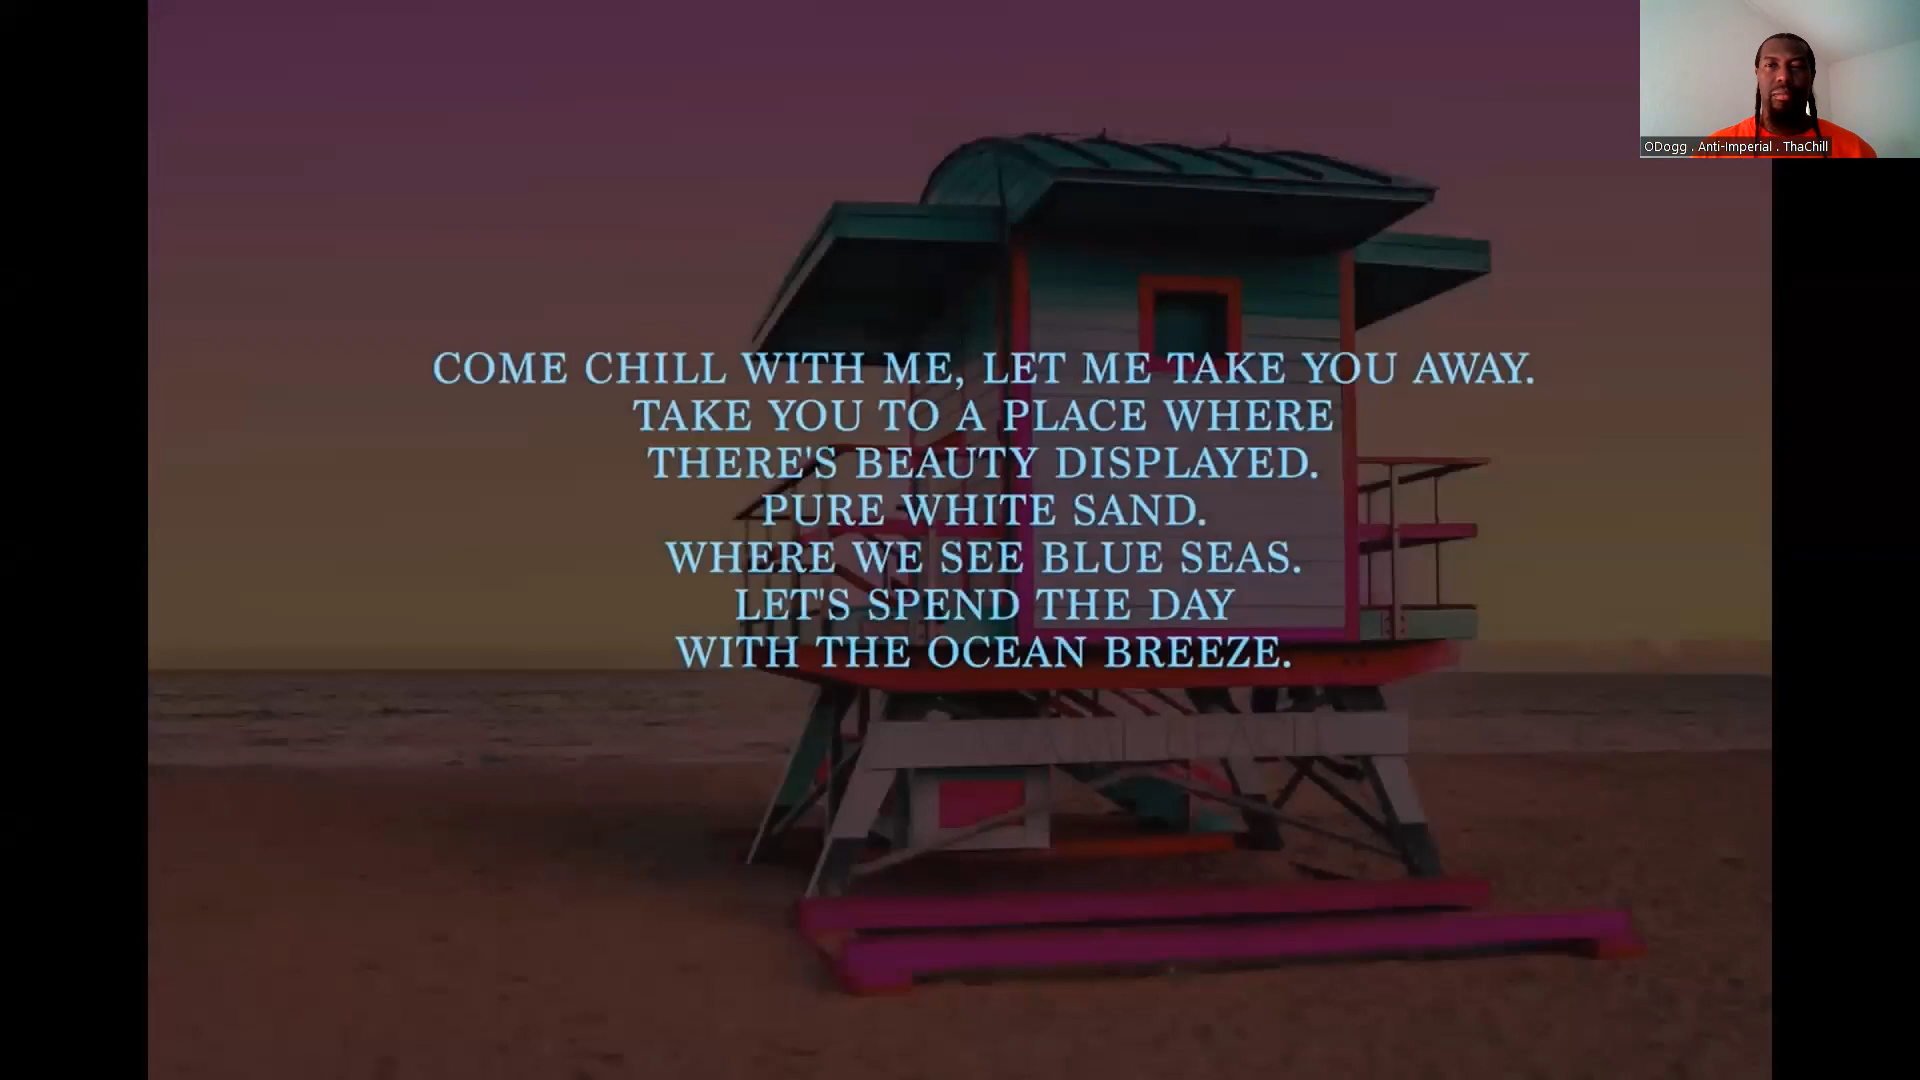 ODogg . Anti-Imperial . ThaChill
COME CHILL WITH ME, LET ME TAKE YOU AWAY.
TAKE YOU TO A PLACE WHERE
THERE'S BEAUTY DISPLAYED.
PURE WHITE SAND.
WHERE WE SEE BLUE SEAS.
LET'S SPEND THE DAY
WITH THE OCEAN BREEZE.